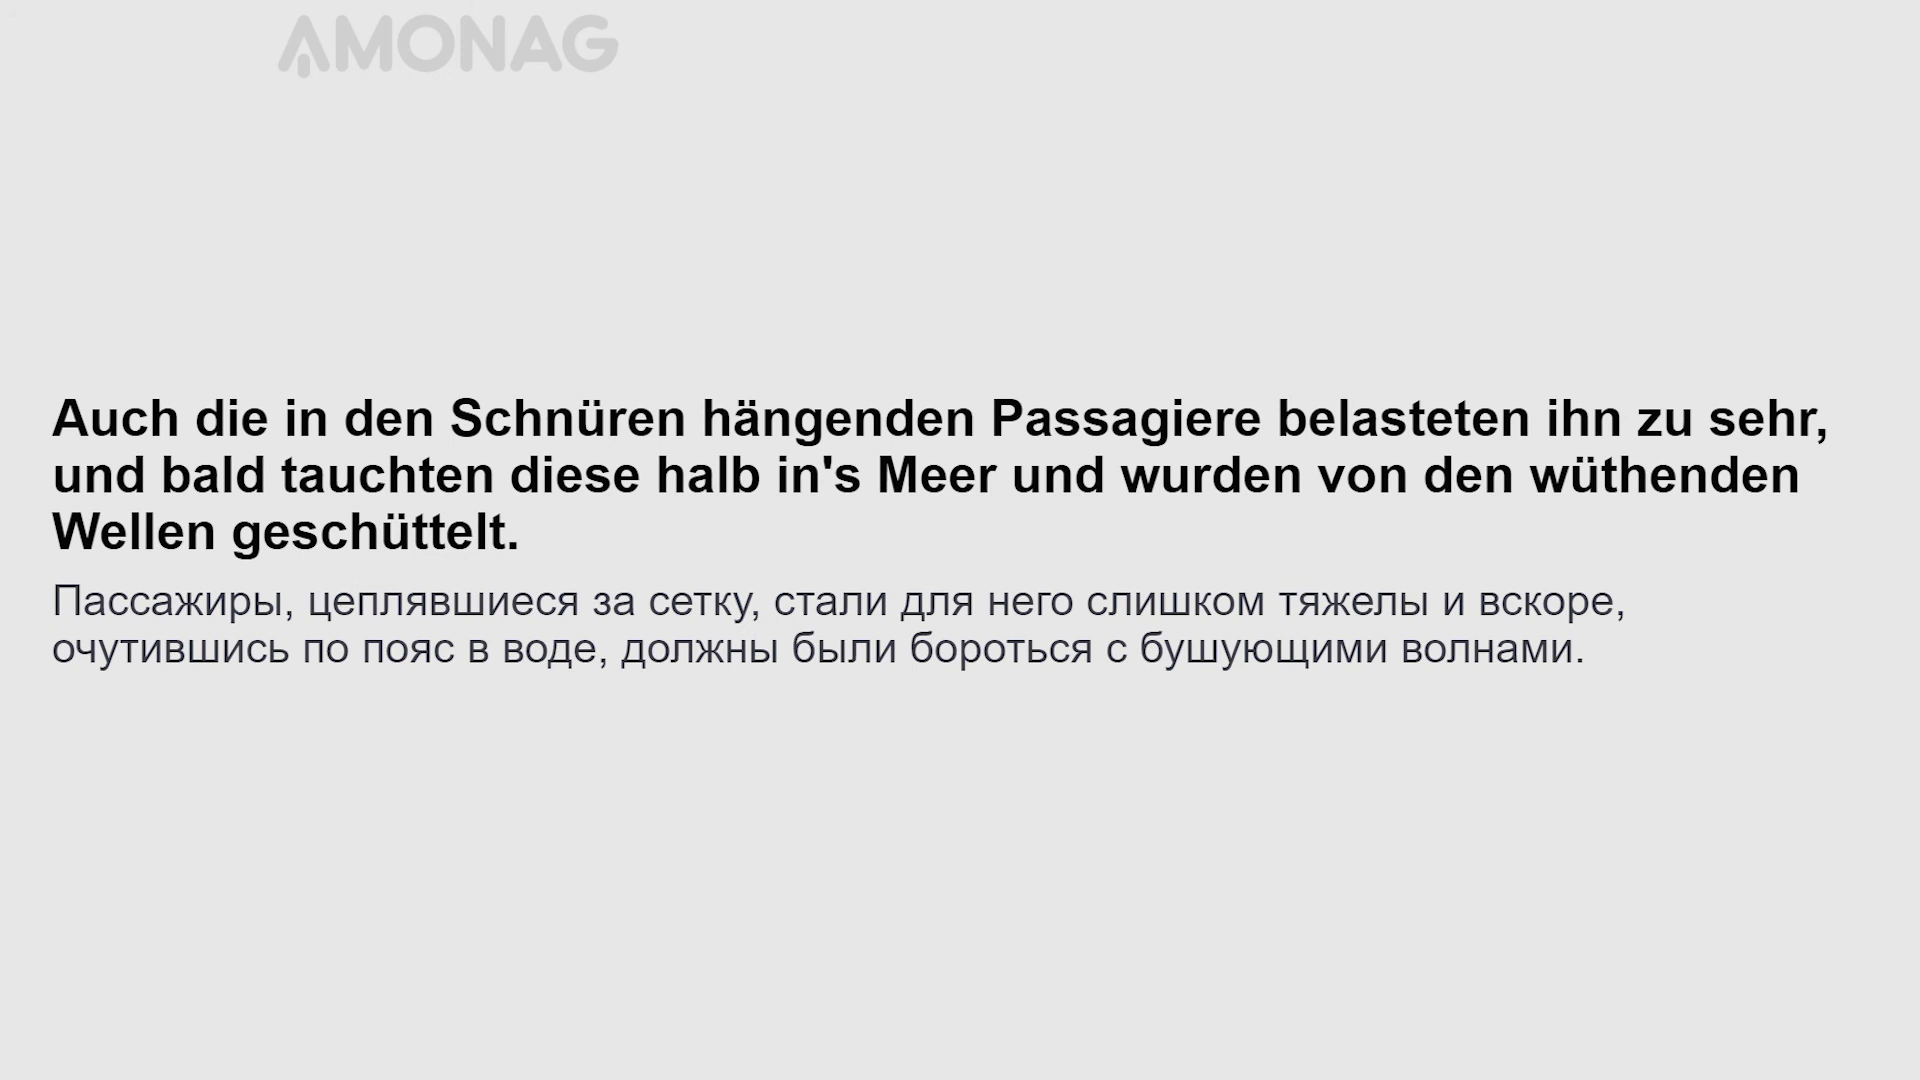 AMONAG
Auch die in den Schnüren hängenden Passagiere belasteten ihn zu sehr,
und bald tauchten diese halb in's Meer und wurden von den wüthenden
Wellen geschüttelt.
Пассажиры, цеплявшиеся за сетку, стали для него слишком тяжелы и вскоре,
очутившись по пояс в воде, должны были бороться с бушующими волнами.